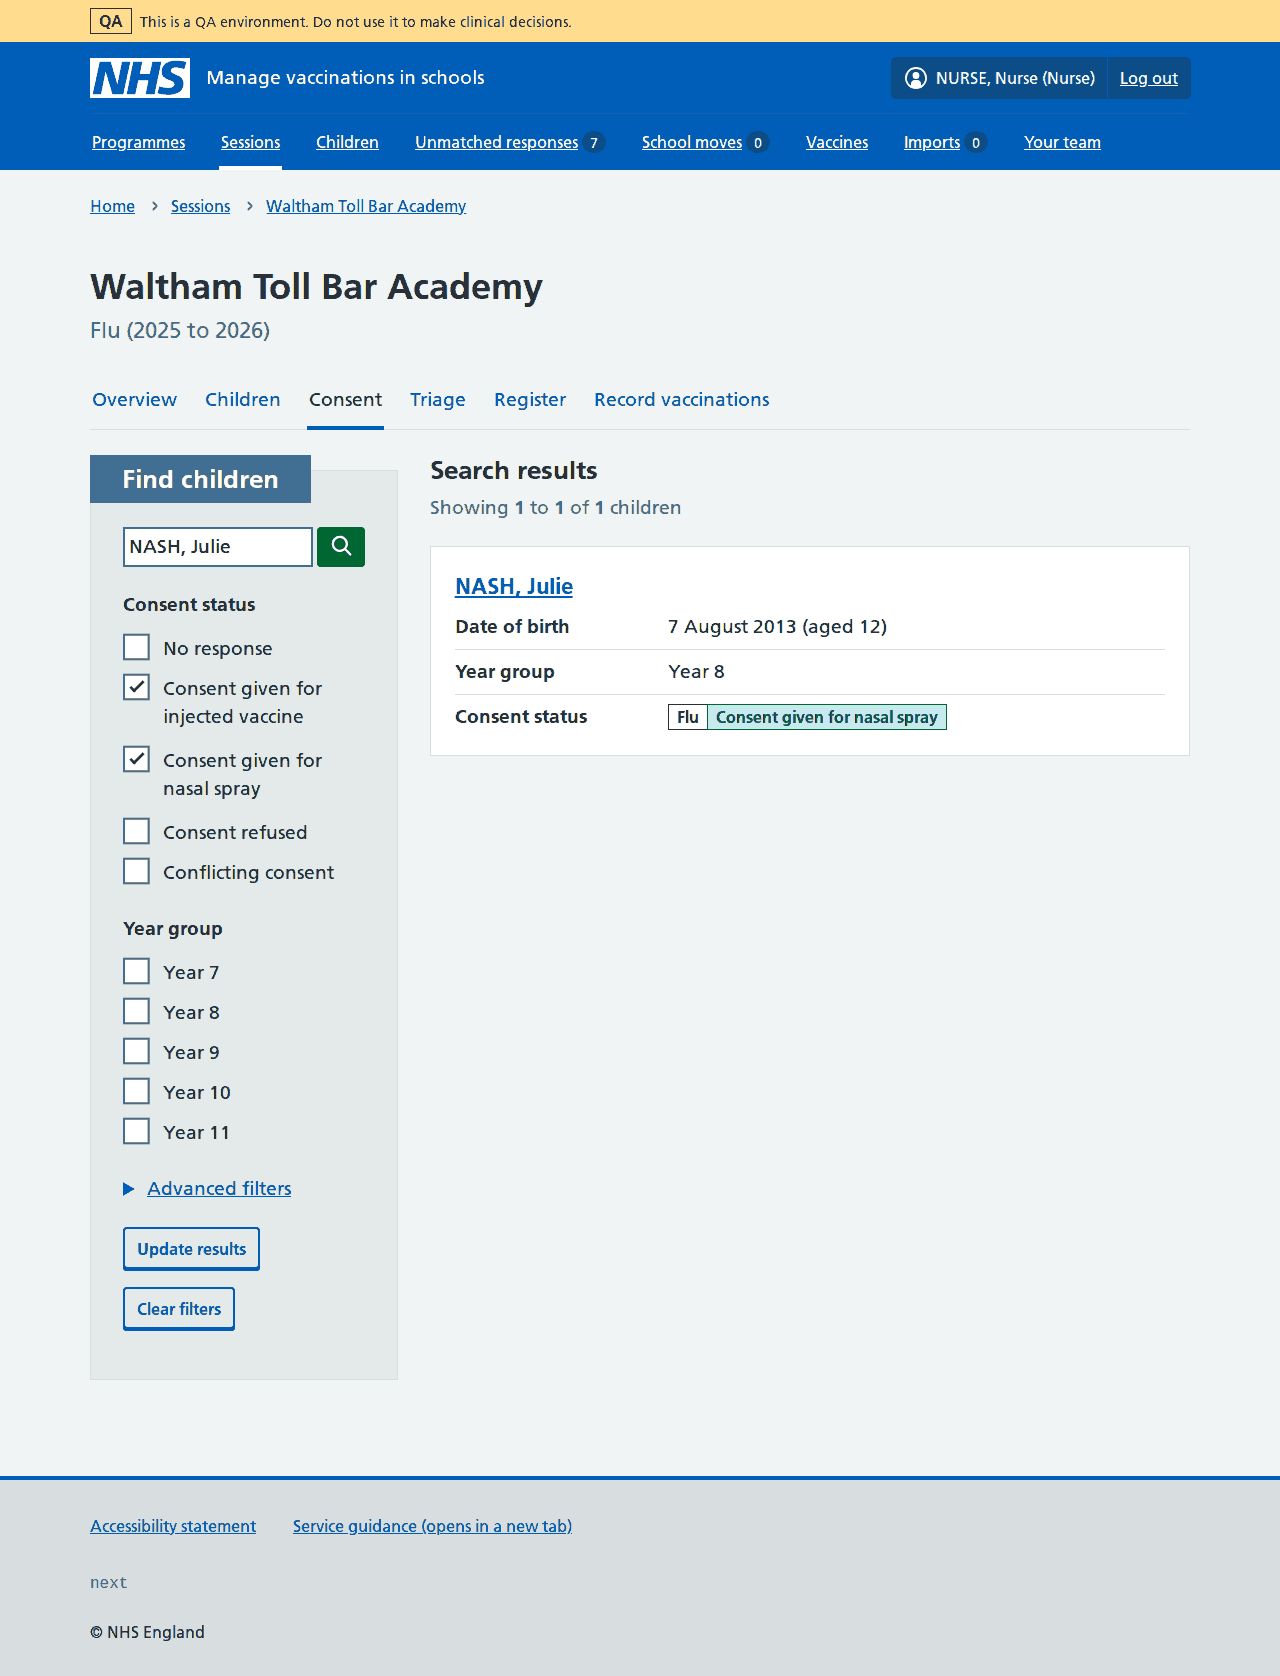 QA This is a QA environment. Do not use it to make clinical decisions.
NHS Manage vaccinations in schools NURSE, Nurse (Nurse) Log out
Programmes Sessions Children Unmatched responses 7 School moves 0 Vaccines Imports 0 Your team
Home Sessions Waltham Toll Bar Academy
Waltham Toll Bar Academy
Flu (2025 to 2026)
Overview Children Consent Triage Register Record vaccinations
Find children
NASH, Julie
Consent status
No response
Consent given for
injected vaccine
Consent given for
nasal spray
Consent refused
Conflicting consent
Year group
Year 7
Year 8
Year 9
Year 10
Year 11
Advanced filters
Update results
Clear filters
Search results
Showing 1 to 1 of 1 children
NASH, Julie
Date of birth 7 August 2013 (aged 12)
Year group Year 8
Consent status Flu Consent given for nasal spray
Accessibility statement Service guidance (opens in a new tab)
next
© NHS England